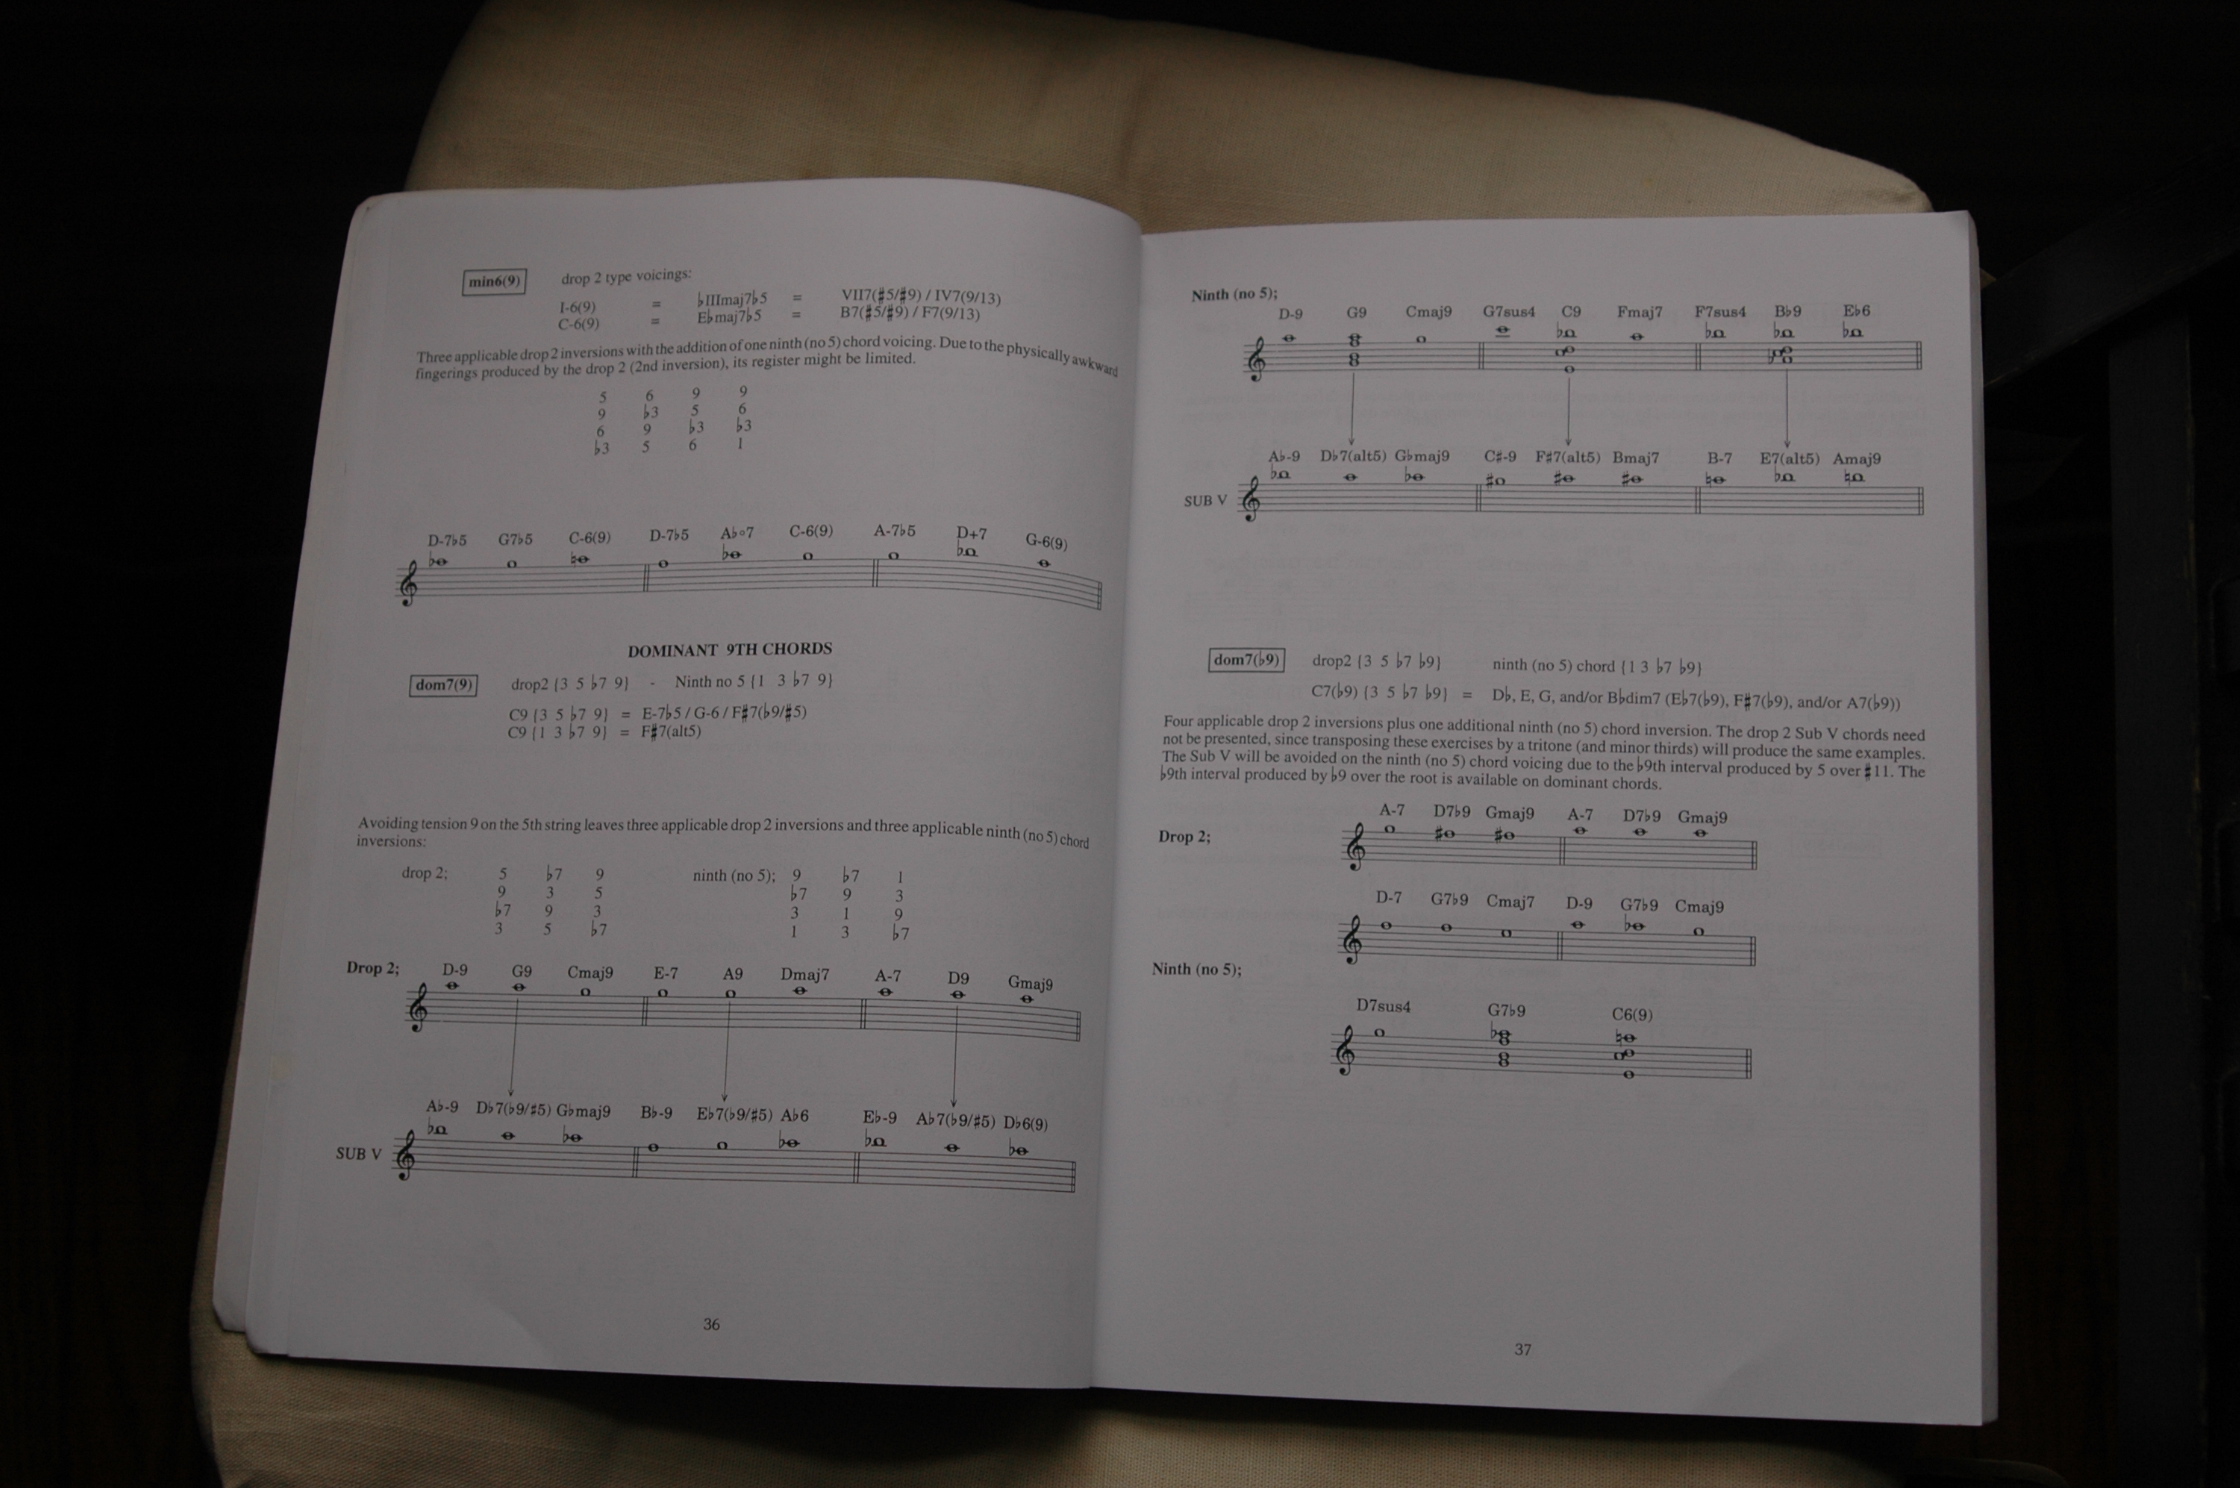 min6(9) drop 2 type voicings:
I-6(9) = ♭IIImaj7♭5 = VII7(♯5/♯9) / IV7(9/13)
C-6(9) = E♭maj7♭5 = B7(♯5/♯9) / F7(9/13)
Three applicable drop 2 inversions with the addition of one ninth (no 5) chord voicing. Due to the physically awkward
fingerings produced by the drop 2 (2nd inversion), its register might be limited.
5 6 9 9
9 ♭3 5 6
6 9 ♭3 ♭3
♭3 5 6 1
D-7♭5 G7♭5 C-6(9) D-7♭5 A♭°7 C-6(9) A-7♭5 D+7 G-6(9)
DOMINANT 9TH CHORDS
dom7(9) drop2 {3 5 ♭7 9} - Ninth no 5 {1 3 ♭7 9}
C9 {3 5 ♭7 9} = E-7♭5 / G-6 / F♯7(♭9/♯5)
C9 {1 3 ♭7 9} = F♯7(alt5)
Avoiding tension 9 on the 5th string leaves three applicable drop 2 inversions and three applicable ninth (no 5) chord
inversions:
drop 2; 5 ♭7 9 ninth (no 5); 9 ♭7 1
9 3 5 ♭7 9 3
♭7 9 3 3 1 9
3 5 ♭7 1 3 ♭7
Drop 2; D-9 G9 Cmaj9 E-7 A9 Dmaj7 A-7 D9 Gmaj9
A♭-9 D♭7(♭9/♯5) G♭maj9 B♭-9 E♭7(♭9/♯5) A♭6 E♭-9 A♭7(♭9/♯5) D♭6(9)
SUB V
36
Ninth (no 5);
D-9 G9 Cmaj9 G7sus4 C9 Fmaj7 F7sus4 B♭9 E♭6
A♭-9 D♭7(alt5) G♭maj9 C♯-9 F♯7(alt5) Bmaj7 B-7 E7(alt5) Amaj9
SUB V
dom7(♭9) drop2 {3 5 ♭7 ♭9} ninth (no 5) chord {1 3 ♭7 ♭9}
C7(♭9) {3 5 ♭7 ♭9} = D♭, E, G, and/or B♭dim7 (E♭7(♭9), F♯7(♭9), and/or A7(♭9))
Four applicable drop 2 inversions plus one additional ninth (no 5) chord inversion. The drop 2 Sub V chords need
not be presented, since transposing these exercises by a tritone (and minor thirds) will produce the same examples.
The Sub V will be avoided on the ninth (no 5) chord voicing due to the ♭9th interval produced by 5 over ♯11. The
♭9th interval produced by ♭9 over the root is available on dominant chords.
A-7 D7♭9 Gmaj9 A-7 D7♭9 Gmaj9
Drop 2;
D-7 G7♭9 Cmaj7 D-9 G7♭9 Cmaj9
Ninth (no 5);
D7sus4 G7♭9 C6(9)
37